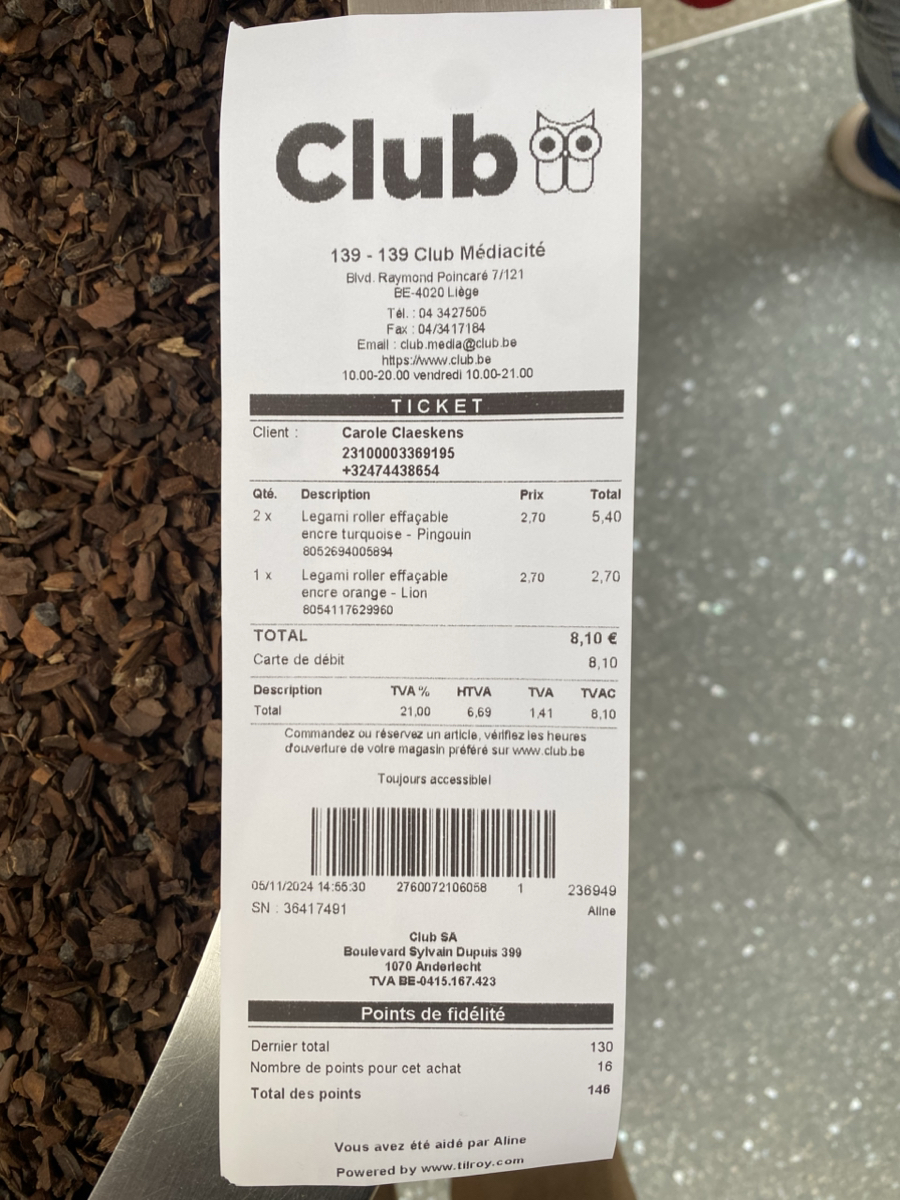 Club
139 - 139 Club Médiacité
Blvd. Raymond Poincaré 7/121
BE-4020 Liège
Tél. : 04 3427505
Fax : 04/3417184
Email : club.media@club.be
https://www.club.be
10.00-20.00 vendredi 10.00-21.00
TICKET
Client : Carole Claeskens
23100003369195
+32474438654
Qté. Description Prix Total
2 x Legami roller effaçable 2,70 5,40
encre turquoise - Pingouin
8052694005894
1 x Legami roller effaçable 2,70 2,70
encre orange - Lion
8054117629960
TOTAL 8,10 €
Carte de débit 8,10
Description TVA % HTVA TVA TVAC
Total 21,00 6,69 1,41 8,10
Commandez ou réservez un article, vérifiez les heures
d'ouverture de votre magasin préféré sur www.club.be
Toujours accessible!
05/11/2024 14:55:30 2760072106058 1 236949
SN : 36417491 Aline
Club SA
Boulevard Sylvain Dupuis 399
1070 Anderlecht
TVA BE-0415.167.423
Points de fidélité
Dernier total 130
Nombre de points pour cet achat 16
Total des points 146
Vous avez été aidé par Aline
Powered by www.tilroy.com